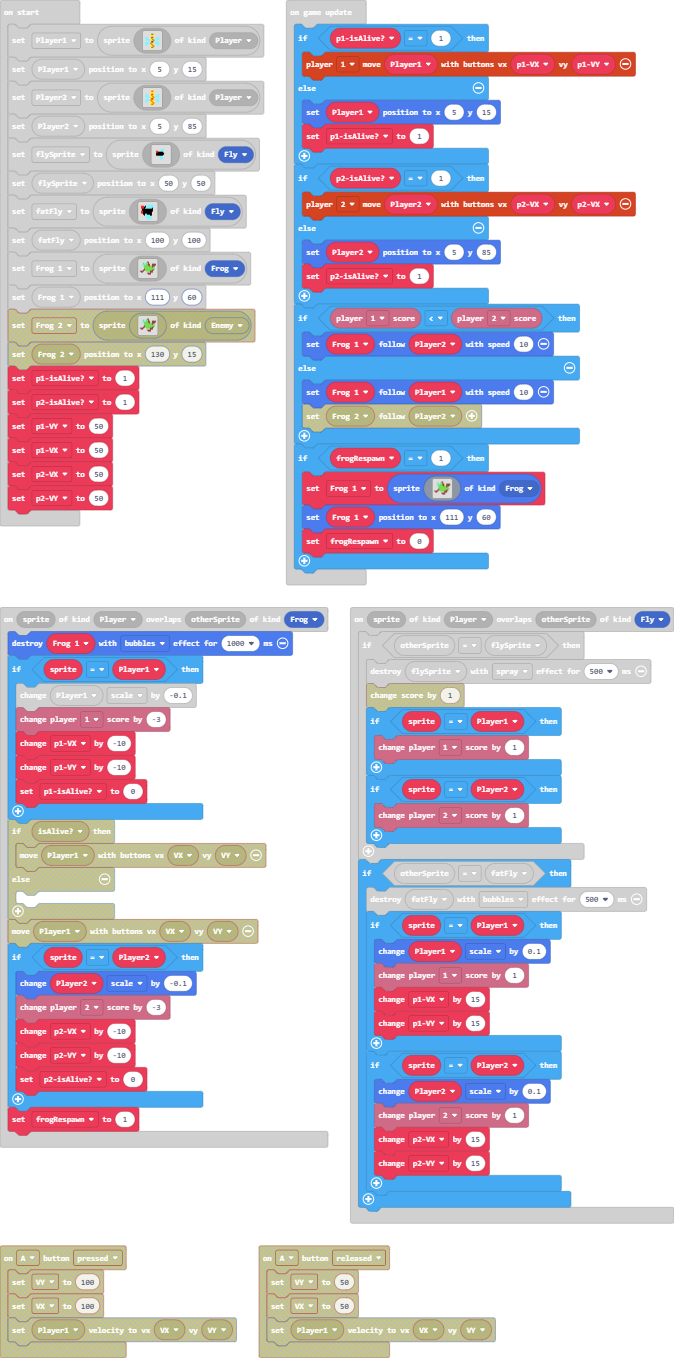 on start
set Player1 to sprite of kind Player
set Player1 position to x 5 y 15
set Player2 to sprite of kind Player
set Player2 position to x 5 y 85
set flySprite to sprite of kind Fly
set flySprite position to x 50 y 50
set fatFly to sprite of kind Fly
set fatFly position to x 100 y 100
set Frog 1 to sprite of kind Frog
set Frog 1 position to x 111 y 60
set Frog 2 to sprite of kind Enemy
set Frog 2 position to x 130 y 15
set p1-isAlive? to 1
set p2-isAlive? to 1
set p1-VY to 50
set p1-VX to 50
set p2-VX to 50
set p2-VY to 50
on game update
if p1-isAlive? = 1 then
player 1 move Player1 with buttons vx p1-VX vy p1-VY
else
set Player1 position to x 5 y 15
set p1-isAlive? to 1
if p2-isAlive? = 1 then
player 2 move Player2 with buttons vx p2-VX vy p2-VX
else
set Player2 position to x 5 y 85
set p2-isAlive? to 1
if player 1 score < player 2 score then
set Frog 1 follow Player2 with speed 10
else
set Frog 1 follow Player1 with speed 10
set Frog 2 follow Player2
if frogRespawn = 1 then
set Frog 1 to sprite of kind Frog
set Frog 1 position to x 111 y 60
set frogRespawn to 0
on sprite of kind Player overlaps otherSprite of kind Frog
destroy Frog 1 with bubbles effect for 1000 ms
if sprite = Player1 then
change Player1 scale by -0.1
change player 1 score by -3
change p1-VX by -10
change p1-VY by -10
set p1-isAlive? to 0
if isAlive? then
move Player1 with buttons vx VX vy VY
else
move Player1 with buttons vx VX vy VY
if sprite = Player2 then
change Player2 scale by -0.1
change player 2 score by -3
change p2-VX by -10
change p2-VY by -10
set p2-isAlive? to 0
set frogRespawn to 1
on sprite of kind Player overlaps otherSprite of kind Fly
if otherSprite = flySprite then
destroy flySprite with spray effect for 500 ms
change score by 1
if sprite = Player1 then
change player 1 score by 1
if sprite = Player2 then
change player 2 score by 1
if otherSprite = fatFly then
destroy fatFly with bubbles effect for 500 ms
if sprite = Player1 then
change Player1 scale by 0.1
change player 1 score by 1
change p1-VX by 15
change p1-VY by 15
if sprite = Player2 then
change Player2 scale by 0.1
change player 2 score by 1
change p2-VX by 15
change p2-VY by 15
on A button pressed
set VY to 100
set VX to 100
set Player1 velocity to vx VX vy VY
on A button released
set VY to 50
set VX to 50
set Player1 velocity to vx VX vy VY